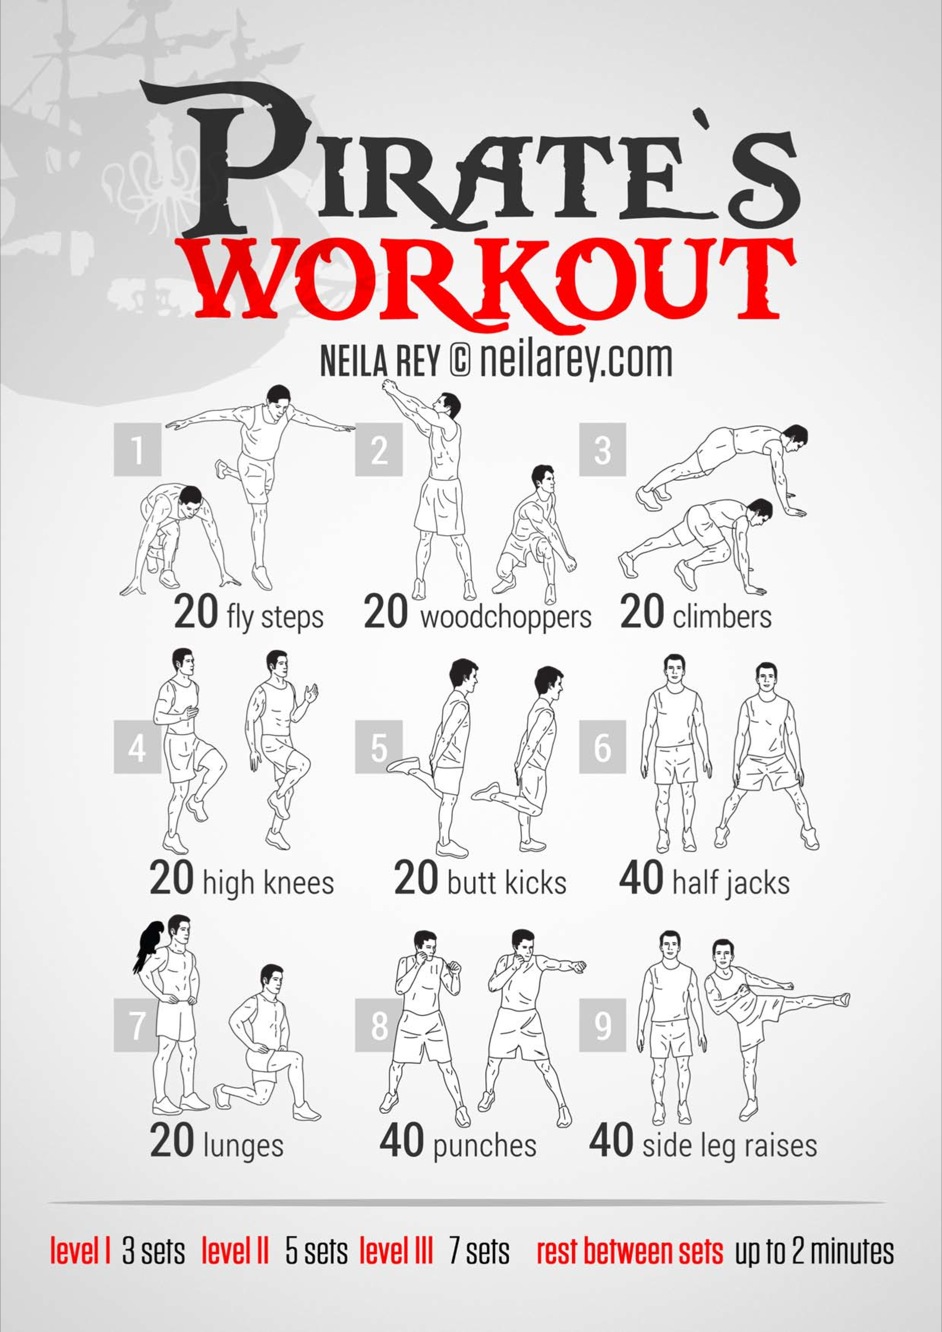 PIRATE`S
WORKOUT
NEILA REY © neilarey.com
1
2
3
20 fly steps
20 woodchoppers
20 climbers
4
5
6
20 high knees
20 butt kicks
40 half jacks
7
8
9
20 lunges
40 punches
40 side leg raises
level I 3 sets level II 5 sets level III 7 sets rest between sets up to 2 minutes